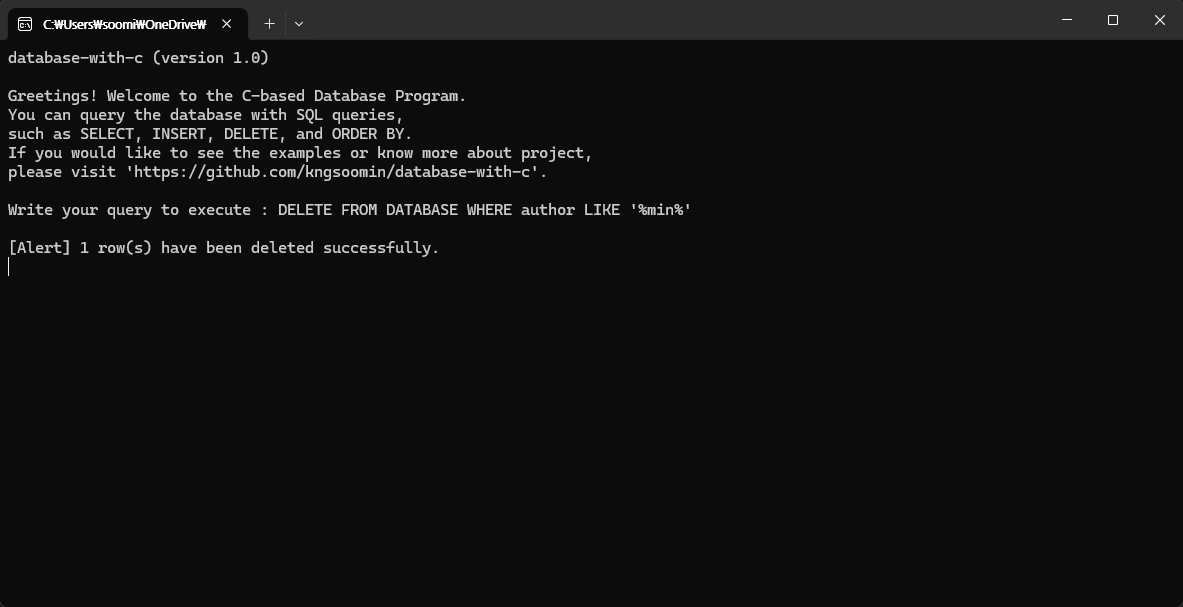 C:₩Users₩soomi₩OneDrive₩
database-with-c (version 1.0)
Greetings! Welcome to the C-based Database Program.
You can query the database with SQL queries,
such as SELECT, INSERT, DELETE, and ORDER BY.
If you would like to see the examples or know more about project,
please visit 'https://github.com/kngsoomin/database-with-c'.
Write your query to execute : DELETE FROM DATABASE WHERE author LIKE '%min%'
[Alert] 1 row(s) have been deleted successfully.